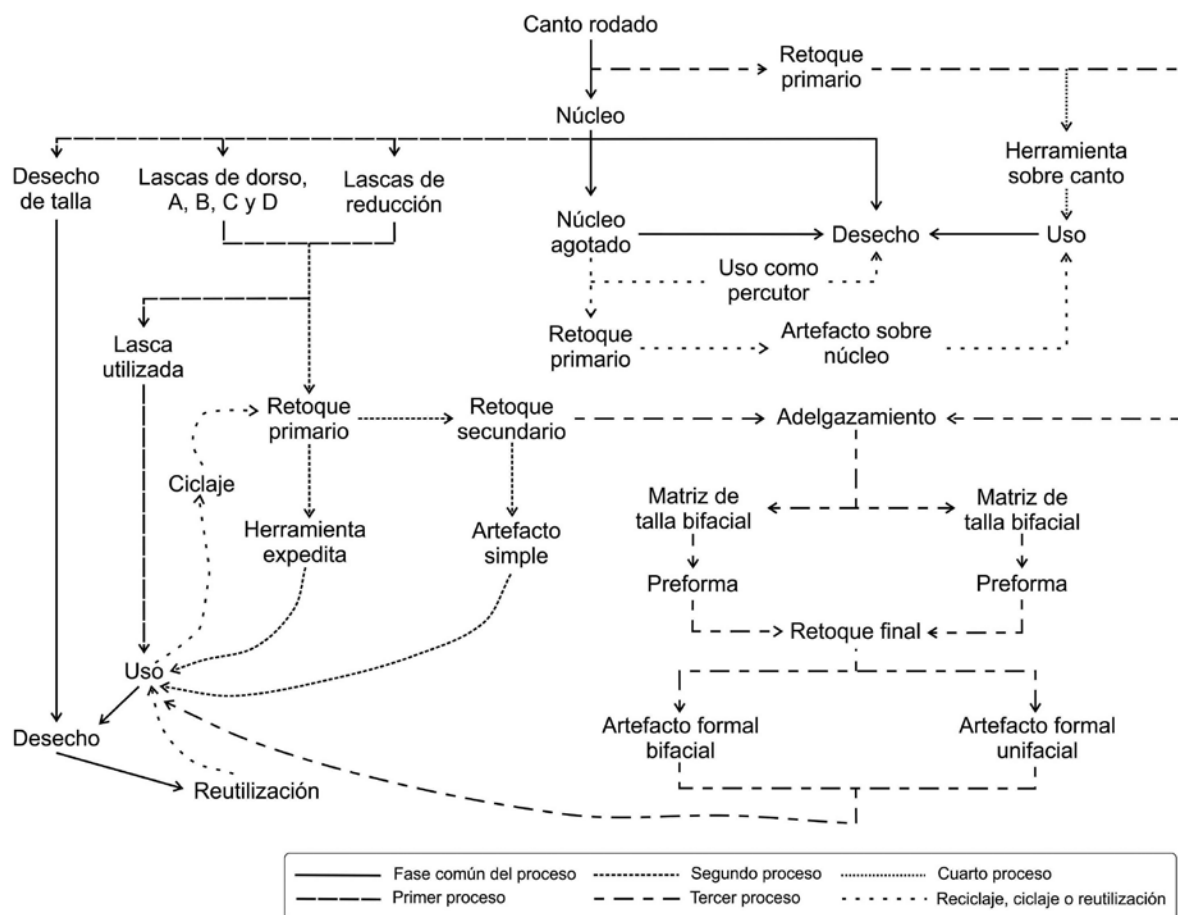 Canto rodado
Retoque
primario
Núcleo
Desecho
de talla
Lascas de dorso,
A, B, C y D
Lascas de
reducción
Herramienta
sobre canto
Núcleo
agotado
Desecho
Uso
Uso como
percutor
Lasca
utilizada
Retoque
primario
Artefacto sobre
núcleo
Retoque
primario
Retoque
secundario
Adelgazamiento
Ciclaje
Herramienta
expedita
Artefacto
simple
Matriz de
talla bifacial
Matriz de
talla bifacial
Preforma
Preforma
Retoque final
Uso
Desecho
Artefacto formal
bifacial
Artefacto formal
unifacial
Reutilización
Fase común del proceso
Segundo proceso
Cuarto proceso
Primer proceso
Tercer proceso
Reciclaje, ciclaje o reutilización